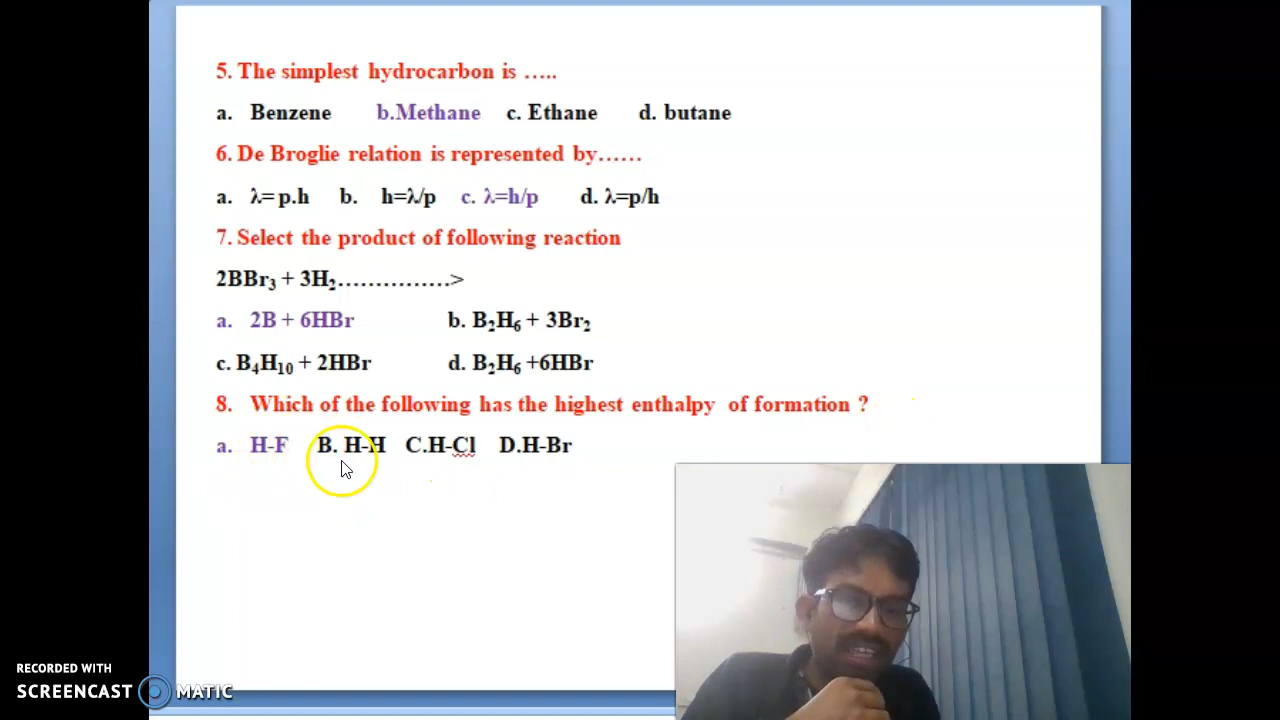 5. The simplest hydrocarbon is …..
a. Benzene b.Methane c. Ethane d. butane
6. De Broglie relation is represented by……
a. λ= p.h b. h=λ/p c. λ=h/p d. λ=p/h
7. Select the product of following reaction
2BBr₃ + 3H₂……………>
a. 2B + 6HBr b. B₂H₆ + 3Br₂
c. B₄H₁₀ + 2HBr d. B₂H₆ +6HBr
8. Which of the following has the highest enthalpy of formation ?
a. H-F B. H-H C.H-Cl D.H-Br
RECORDED WITH
SCREENCAST MATIC